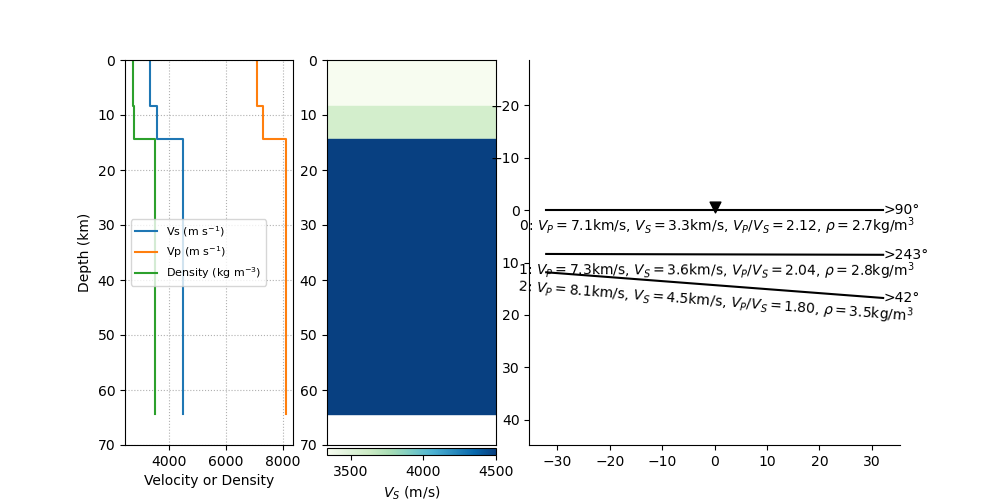 0
10
20
30
40
50
60
70
Depth (km)
4000 6000 8000
Velocity or Density
Vs (m s⁻¹)
Vp (m s⁻¹)
Density (kg m⁻³)
0
10
20
30
40
50
60
70
3500 4000 4500
V_S (m/s)
−20
−10
0
10
20
30
40
−30 −20 −10 0 10 20 30
>90°
0: V_P = 7.1km/s, V_S = 3.3km/s, V_P/V_S = 2.12, ρ = 2.7kg/m³
>243°
1: V_P = 7.3km/s, V_S = 3.6km/s, V_P/V_S = 2.04, ρ = 2.8kg/m³
>42°
2: V_P = 8.1km/s, V_S = 4.5km/s, V_P/V_S = 1.80, ρ = 3.5kg/m³